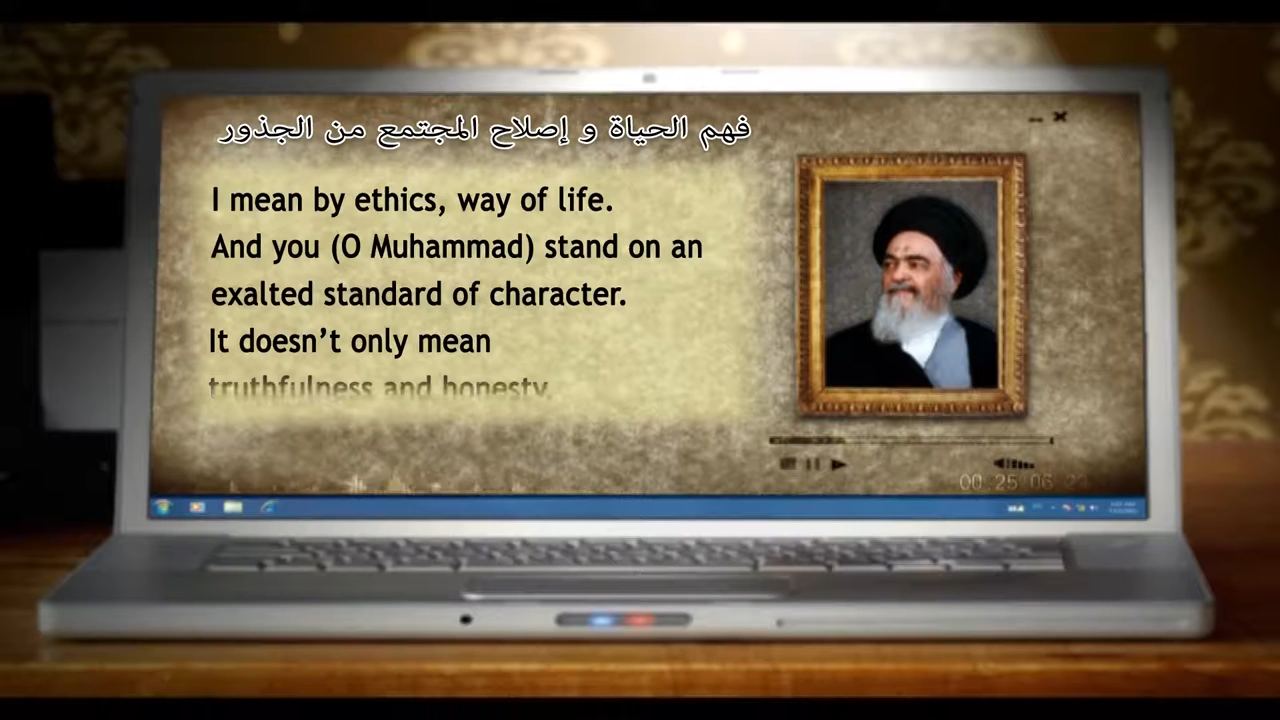 فهم الحياة و إصلاح المجتمع من الجذور
I mean by ethics, way of life.
And you (O Muhammad) stand on an
exalted standard of character.
It doesn't only mean
truthfulness and honesty.